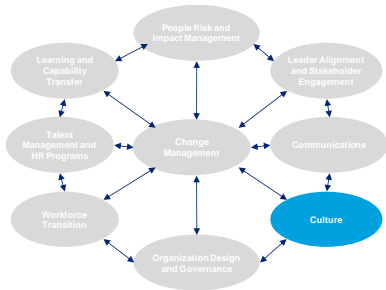 People Risk and
Impact Management
Learning and
Capability
Transfer
Leader Alignment
and Stakeholder
Engagement
Talent
Management and
HR Programs
Change
Management
Communications
Workforce
Transition
Culture
Organization Design
and Governance